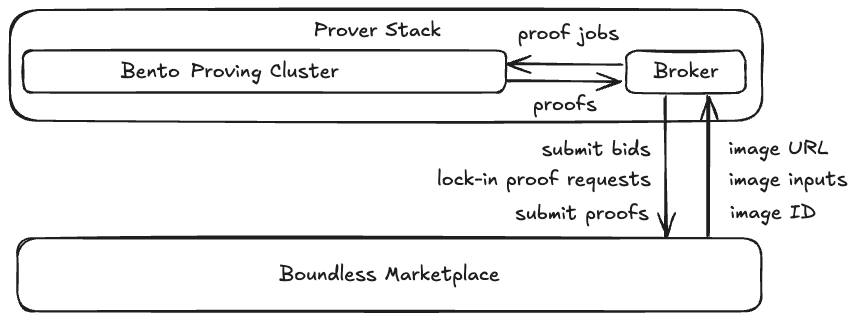 Prover Stack
proof jobs
Bento Proving Cluster
Broker
proofs
submit bids
image URL
lock-in proof requests
image inputs
submit proofs
image ID
Boundless Marketplace